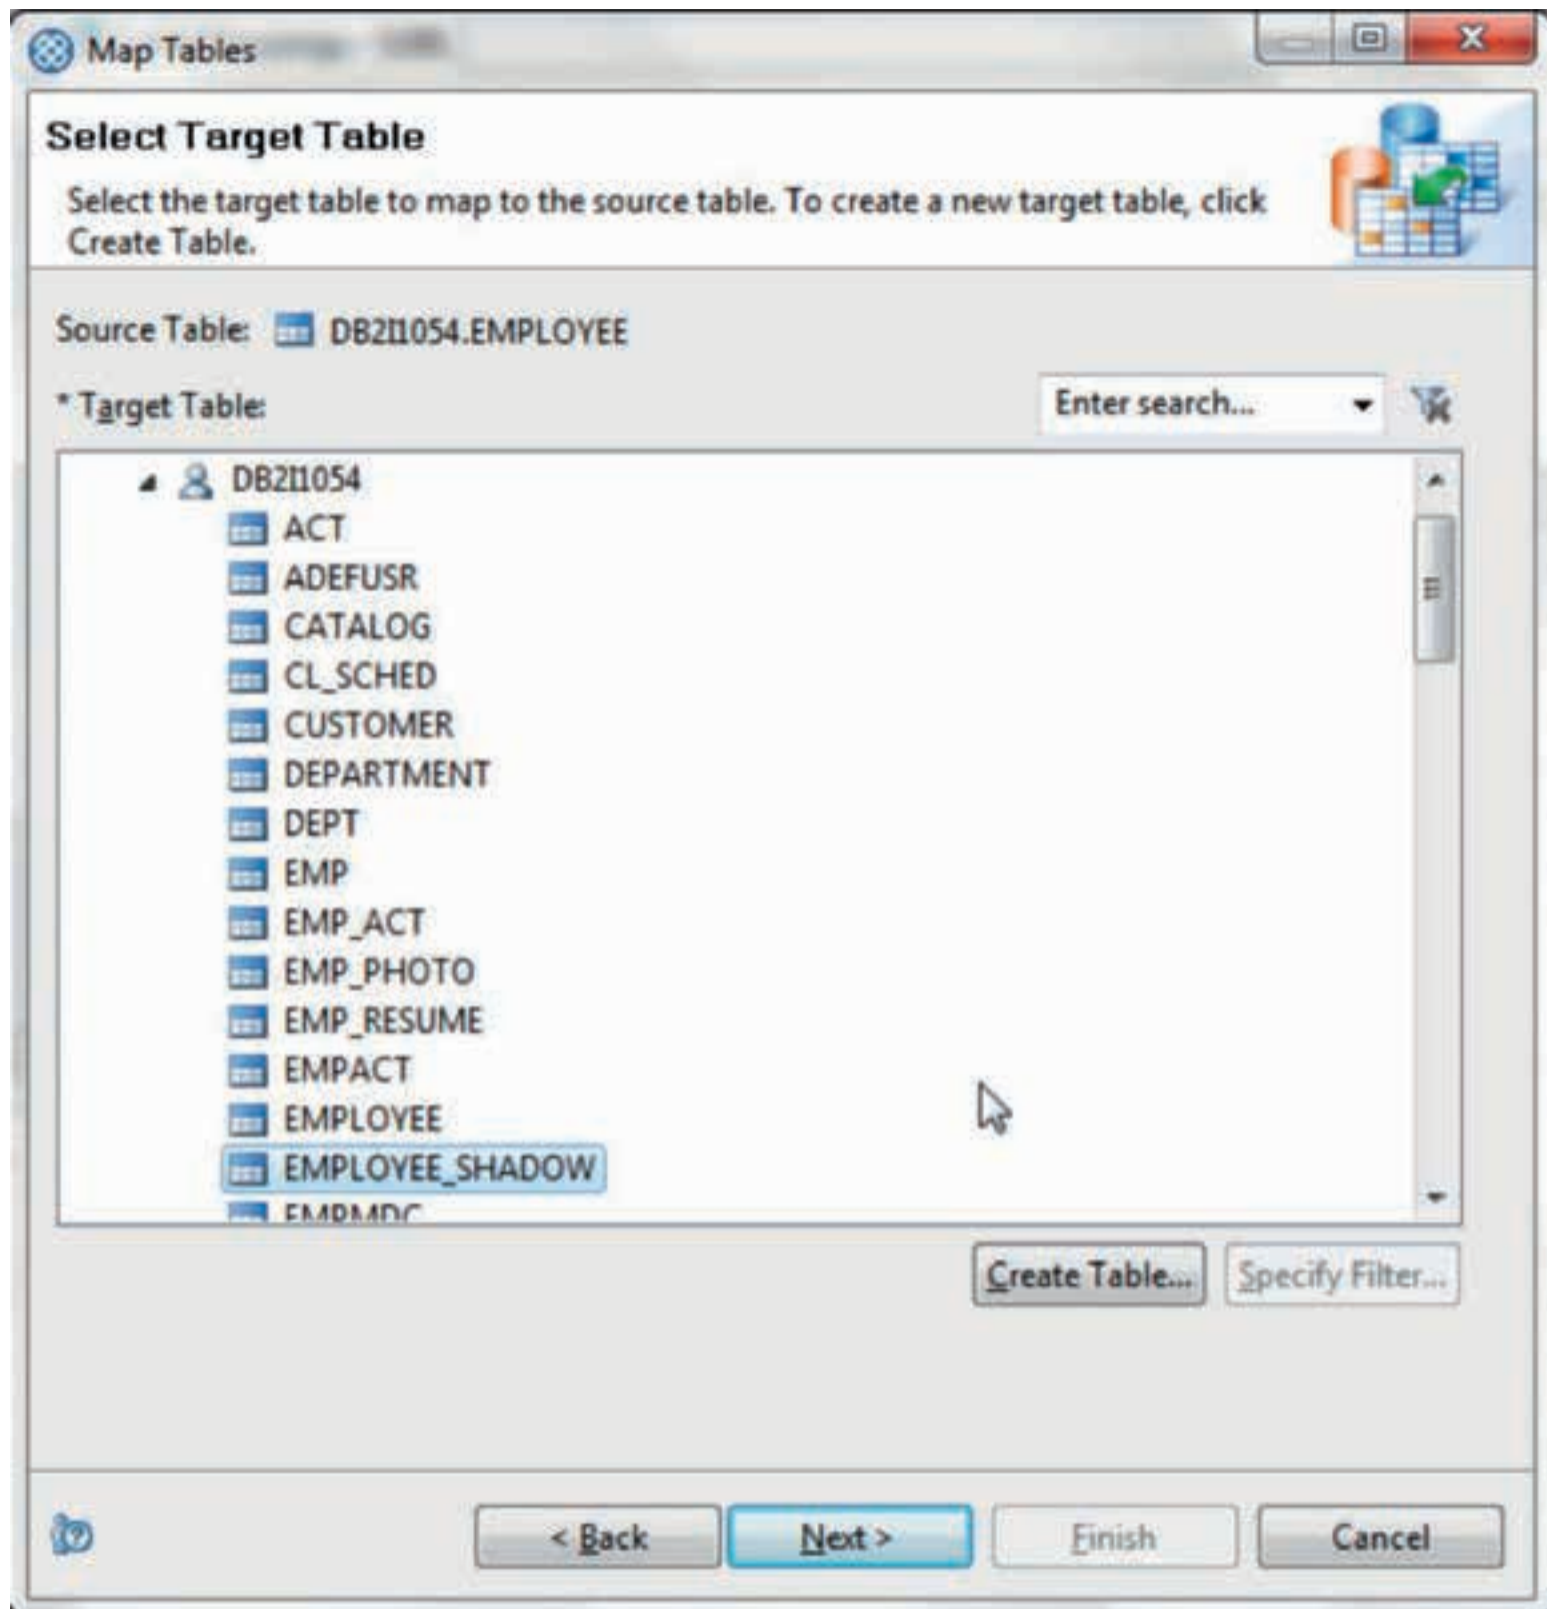 Map Tables
Select Target Table
Select the target table to map to the source table. To create a new target table, click
Create Table.
Source Table: DB2I1054.EMPLOYEE
* Target Table:
Enter search...
DB2I1054
ACT
ADEFUSR
CATALOG
CL_SCHED
CUSTOMER
DEPARTMENT
DEPT
EMP
EMP_ACT
EMP_PHOTO
EMP_RESUME
EMPACT
EMPLOYEE
EMPLOYEE_SHADOW
EMPMDC
Create Table... Specify Filter...
< Back Next > Finish Cancel